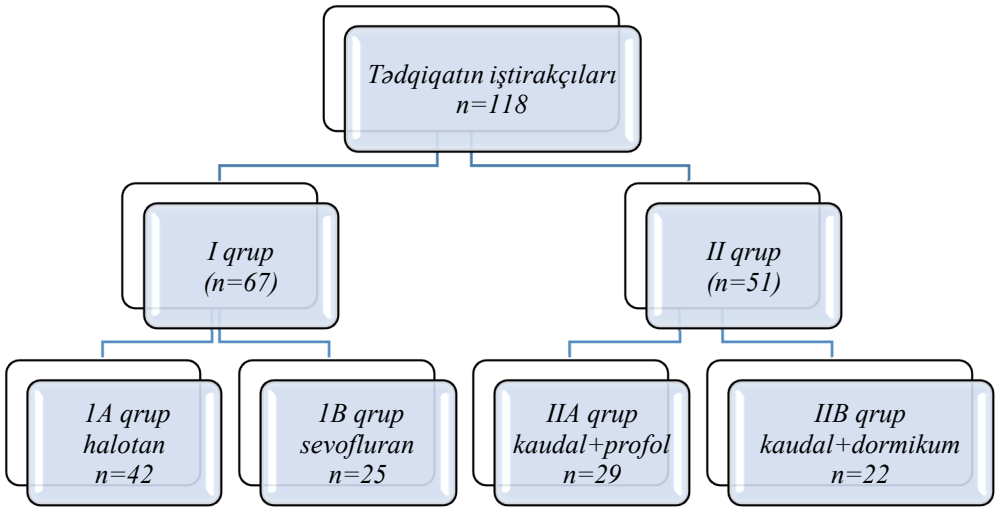 Tədqiqatın iştirakçıları
n=118
I qrup
(n=67)
II qrup
(n=51)
1A qrup
halotan
n=42
1B qrup
sevofluran
n=25
IIA qrup
kaudal+profol
n=29
IIB qrup
kaudal+dormikum
n=22